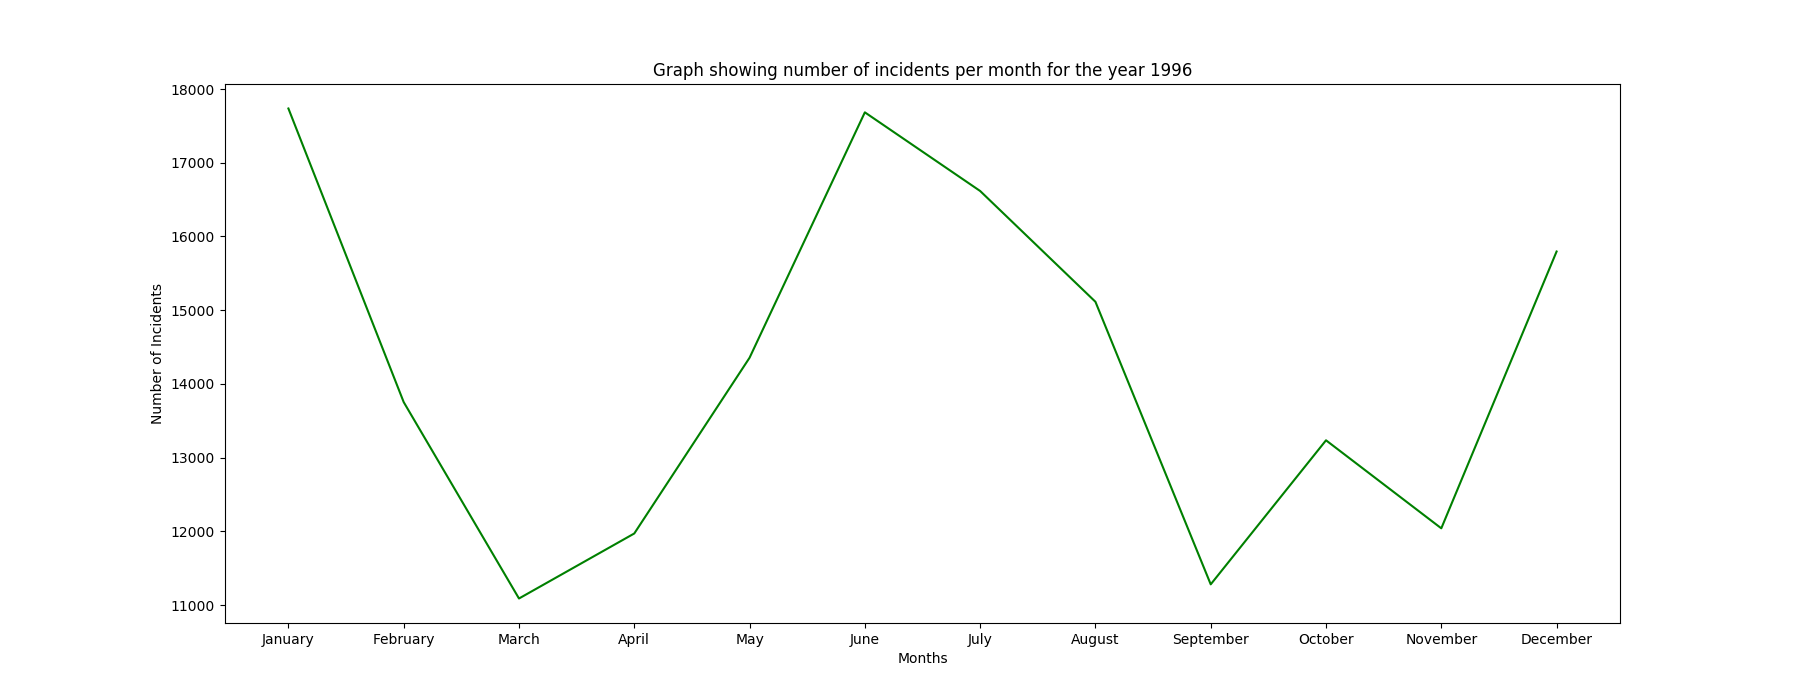 Graph showing number of incidents per month for the year 1996
18000
17000
16000
15000
14000
13000
12000
11000
Number of Incidents
January February March April May June July August September October November December
Months